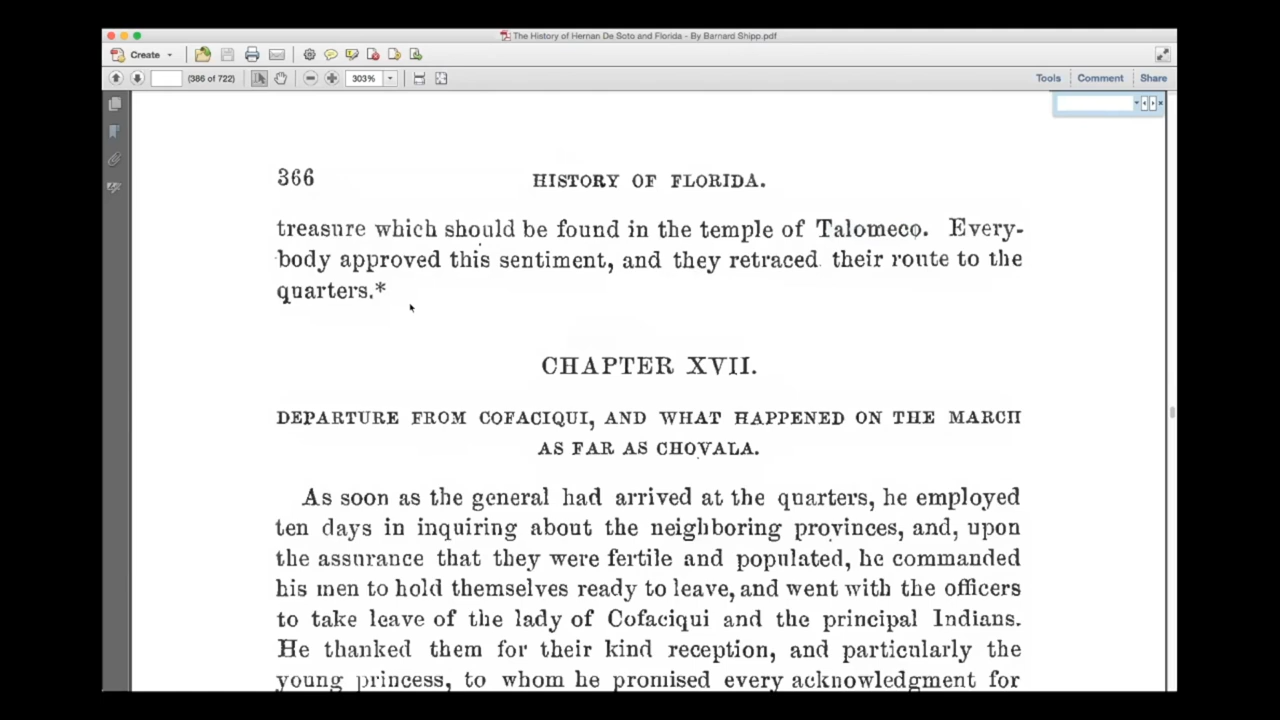 The History of Hernan De Soto and Florida - By Barnard Shipp.pdf
Create
(386 of 722) 303% Tools Comment Share
366 HISTORY OF FLORIDA.
treasure which should be found in the temple of Talomeco. Every-
body approved this sentiment, and they retraced their route to the
quarters.*
CHAPTER XVII.
DEPARTURE FROM COFACIQUI, AND WHAT HAPPENED ON THE MARCH
AS FAR AS CHOVALA.
As soon as the general had arrived at the quarters, he employed
ten days in inquiring about the neighboring provinces, and, upon
the assurance that they were fertile and populated, he commanded
his men to hold themselves ready to leave, and went with the officers
to take leave of the lady of Cofaciqui and the principal Indians.
He thanked them for their kind reception, and particularly the
young princess, to whom he promised every acknowledgment for